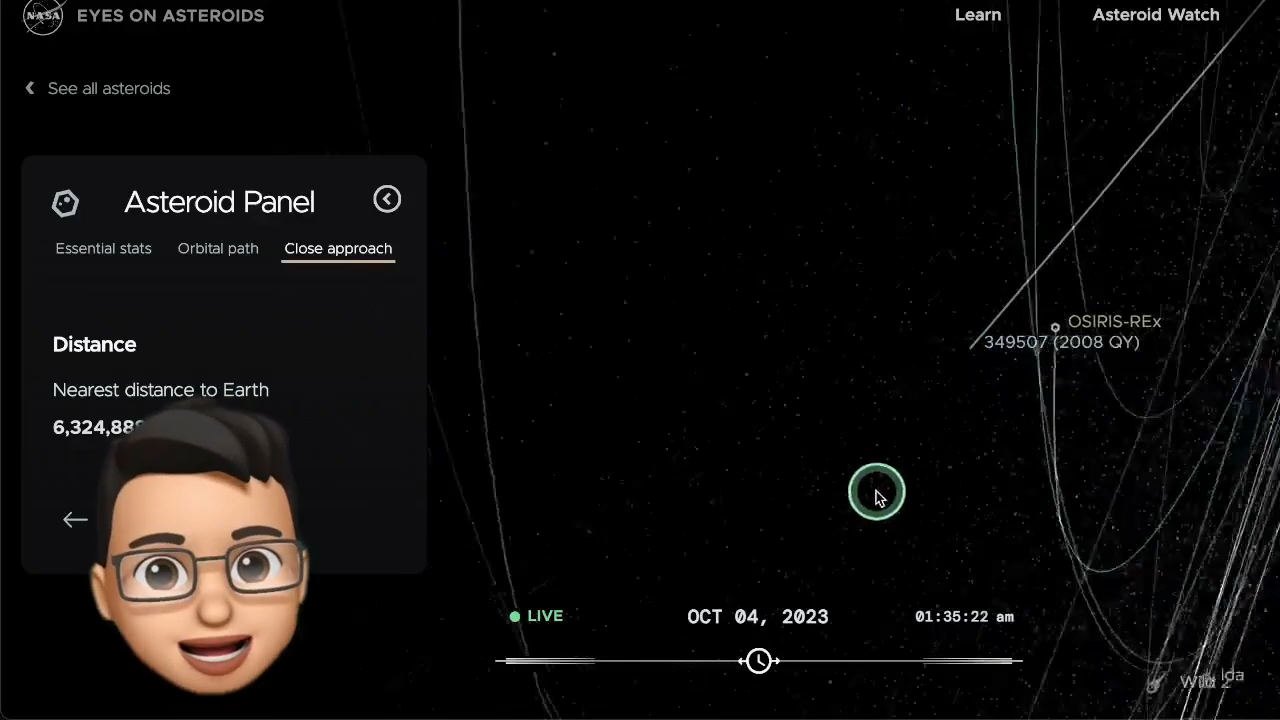 NASA EYES ON ASTEROIDS
Learn
Asteroid Watch
See all asteroids
Asteroid Panel
Essential stats
Orbital path
Close approach
OSIRIS-REx
349507 (2008 QY)
Distance
Nearest distance to Earth
LIVE
OCT 04, 2023
01:35:22 am
Ida